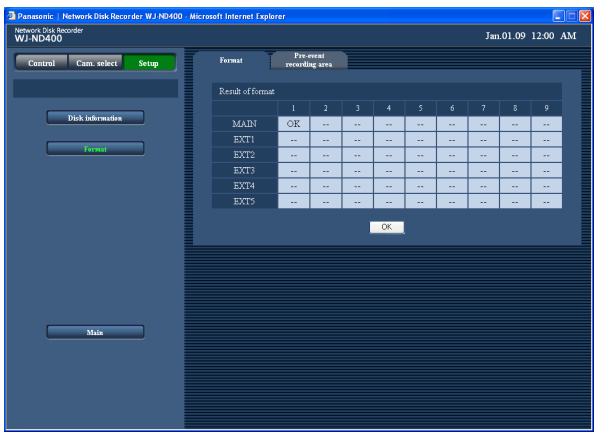 Panasonic | Network Disk Recorder WJ-ND400 - Microsoft Internet Explorer
Network Disk Recorder
WJ-ND400
Jan.01.09 12:00 AM
Control Cam. select Setup
Format
Pre-event
recording area
Disk information
Format
Main
Result of format
1 2 3 4 5 6 7 8 9
MAIN OK -- -- -- -- -- -- -- --
EXT1 -- -- -- -- -- -- -- -- --
EXT2 -- -- -- -- -- -- -- -- --
EXT3 -- -- -- -- -- -- -- -- --
EXT4 -- -- -- -- -- -- -- -- --
EXT5 -- -- -- -- -- -- -- -- --
OK